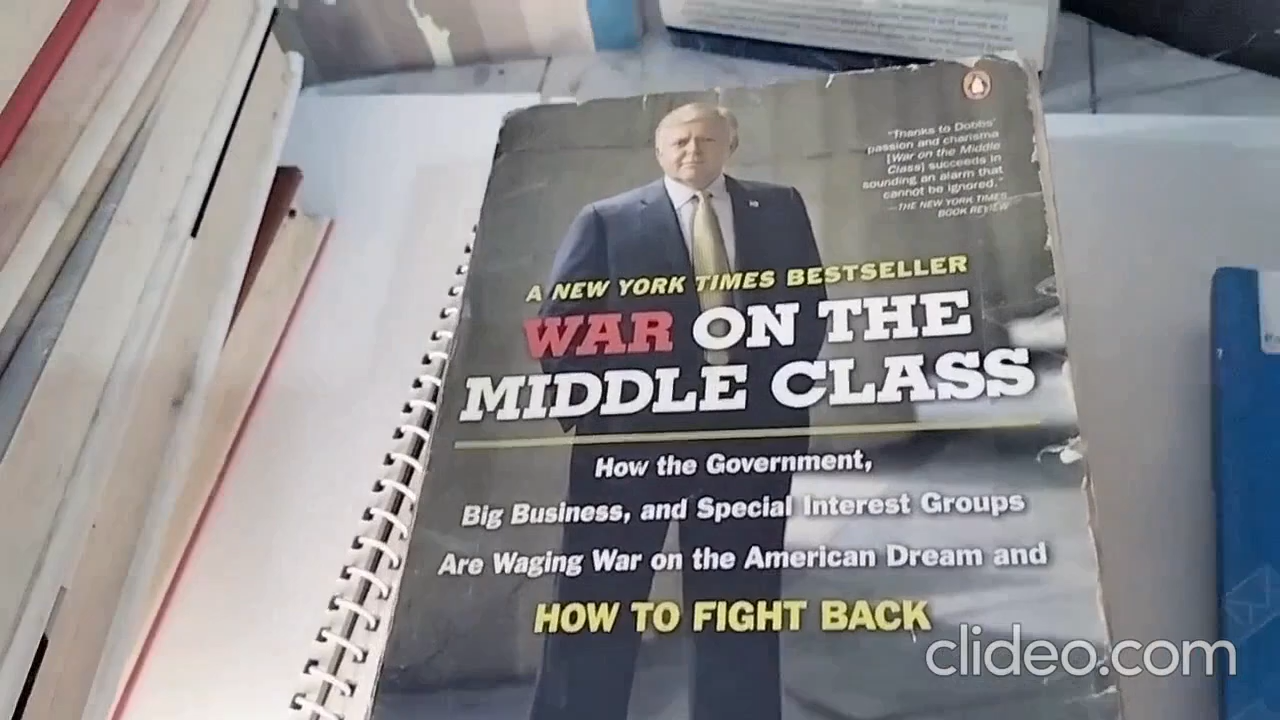 "Thanks to Dobbs'
passion and charisma
[War on the Middle
Class] succeeds in
sounding an alarm that
cannot be ignored."
—THE NEW YORK TIMES
BOOK REVIEW
A NEW YORK TIMES BESTSELLER
WAR ON THE
MIDDLE CLASS
How the Government,
Big Business, and Special Interest Groups
Are Waging War on the American Dream and
HOW TO FIGHT BACK
clideo.com